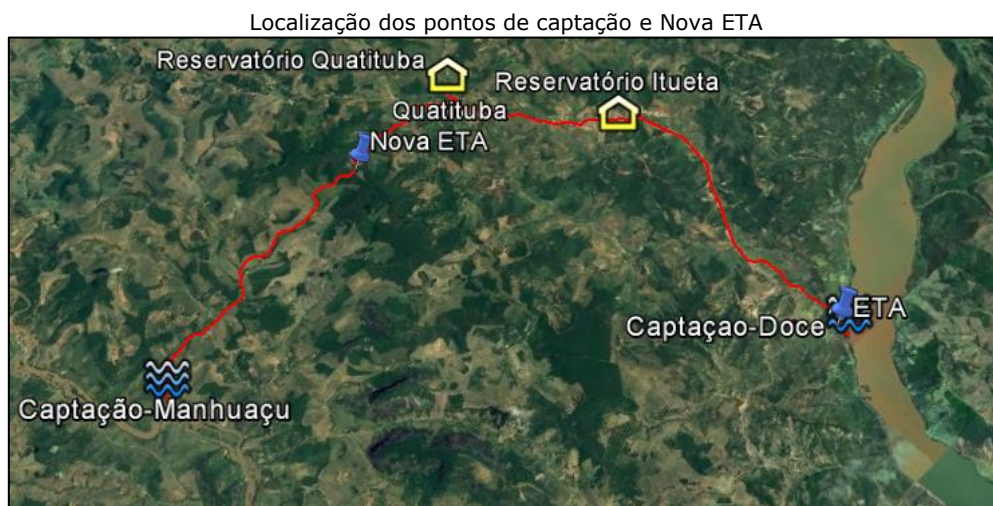 Localização dos pontos de captação e Nova ETA
Reservatório Quatituba
Reservatório Itueta
Quatituba
Nova ETA
ETA
Captaçao-Doce
Captação-Manhuaçu